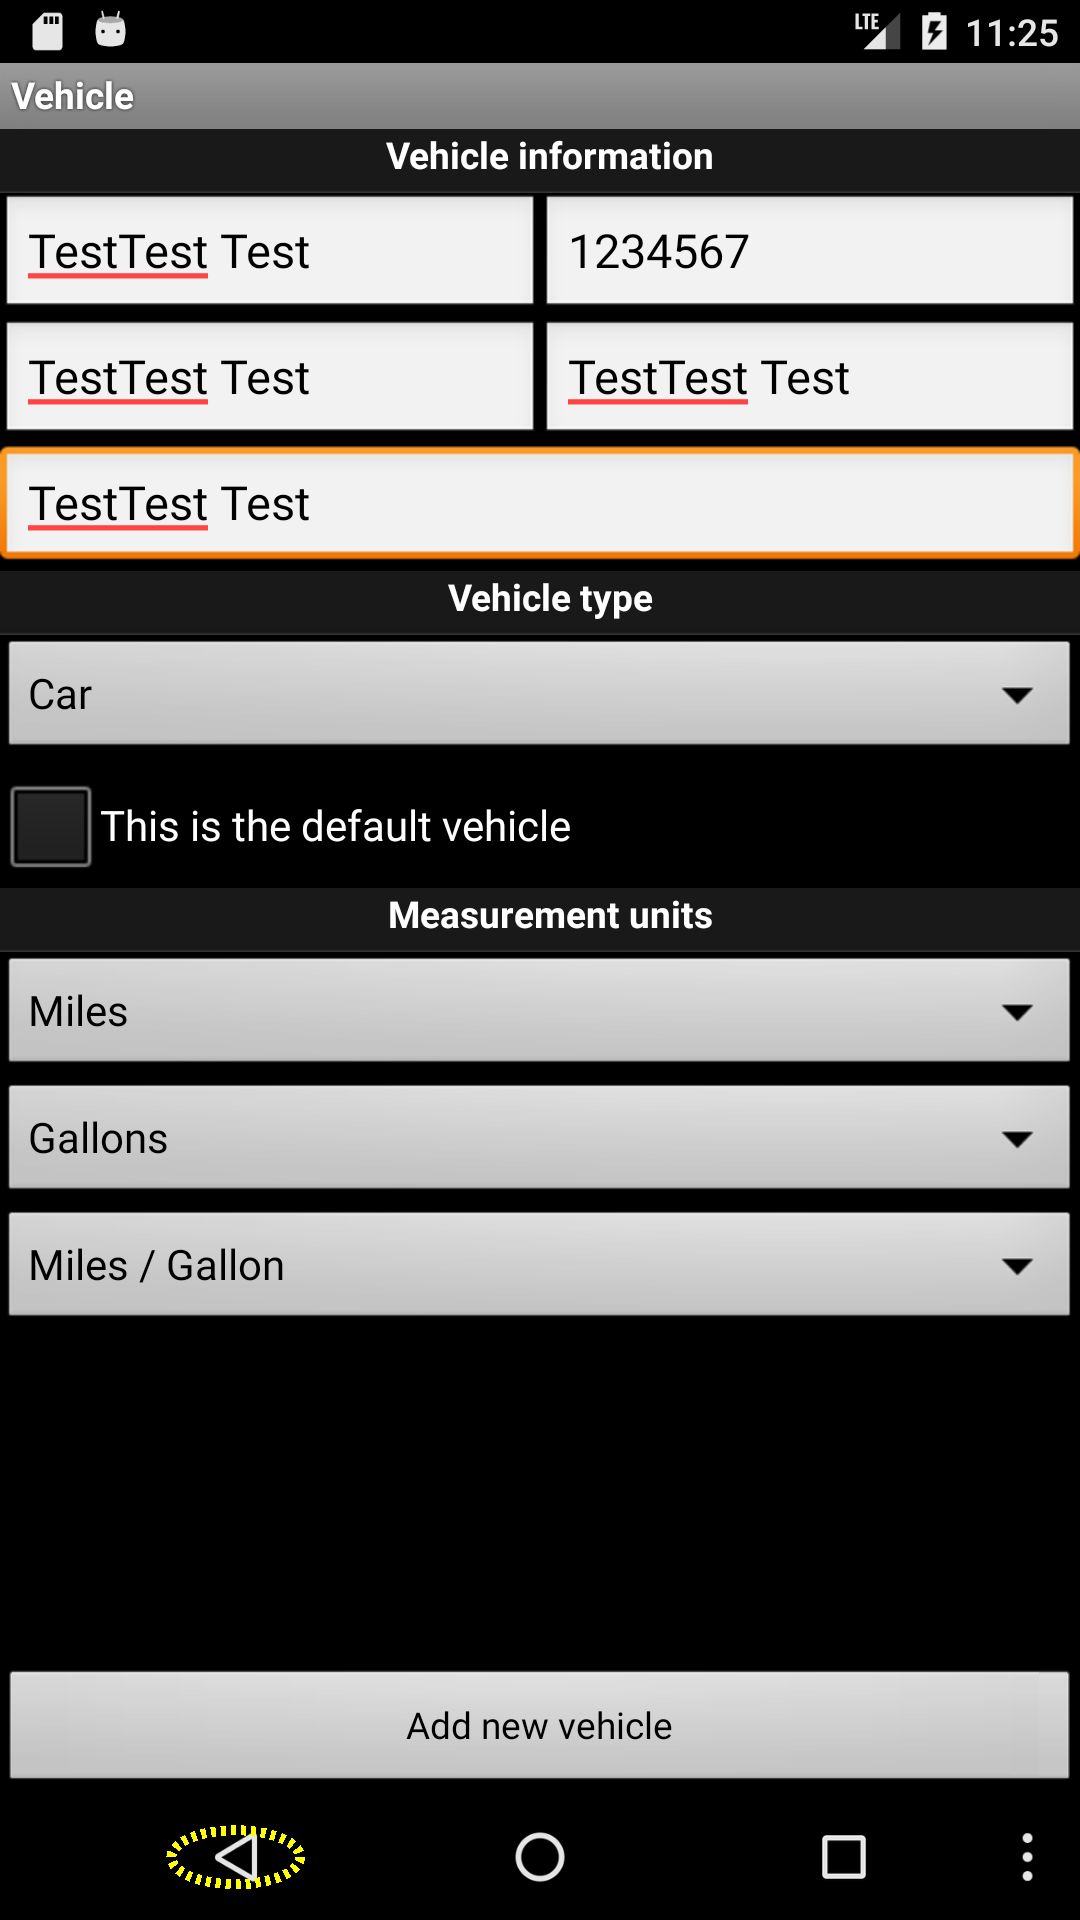 LTE 11:25
Vehicle
Vehicle information
TestTest Test 1234567
TestTest Test TestTest Test
TestTest Test
Vehicle type
Car
This is the default vehicle
Measurement units
Miles
Gallons
Miles / Gallon
Add new vehicle